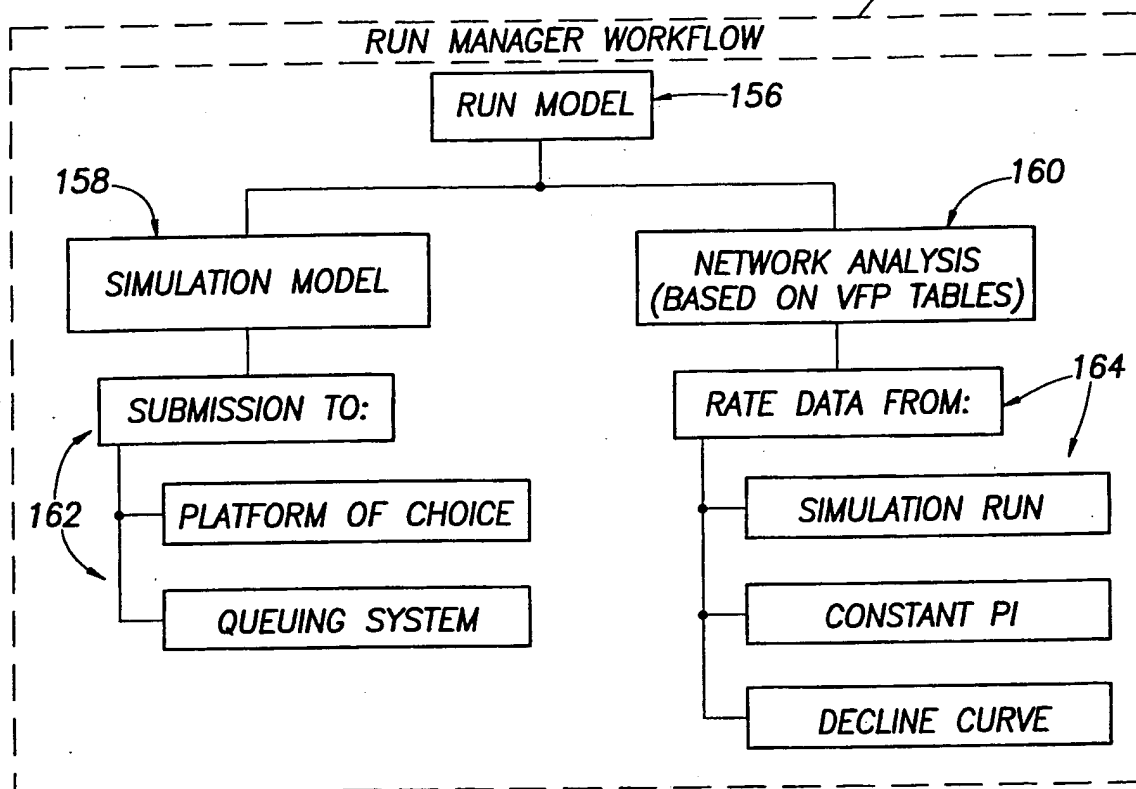 RUN MANAGER WORKFLOW
RUN MODEL
156
158
160
SIMULATION MODEL
NETWORK ANALYSIS
(BASED ON VFP TABLES)
SUBMISSION TO:
RATE DATA FROM:
164
162
PLATFORM OF CHOICE
SIMULATION RUN
QUEUING SYSTEM
CONSTANT PI
DECLINE CURVE